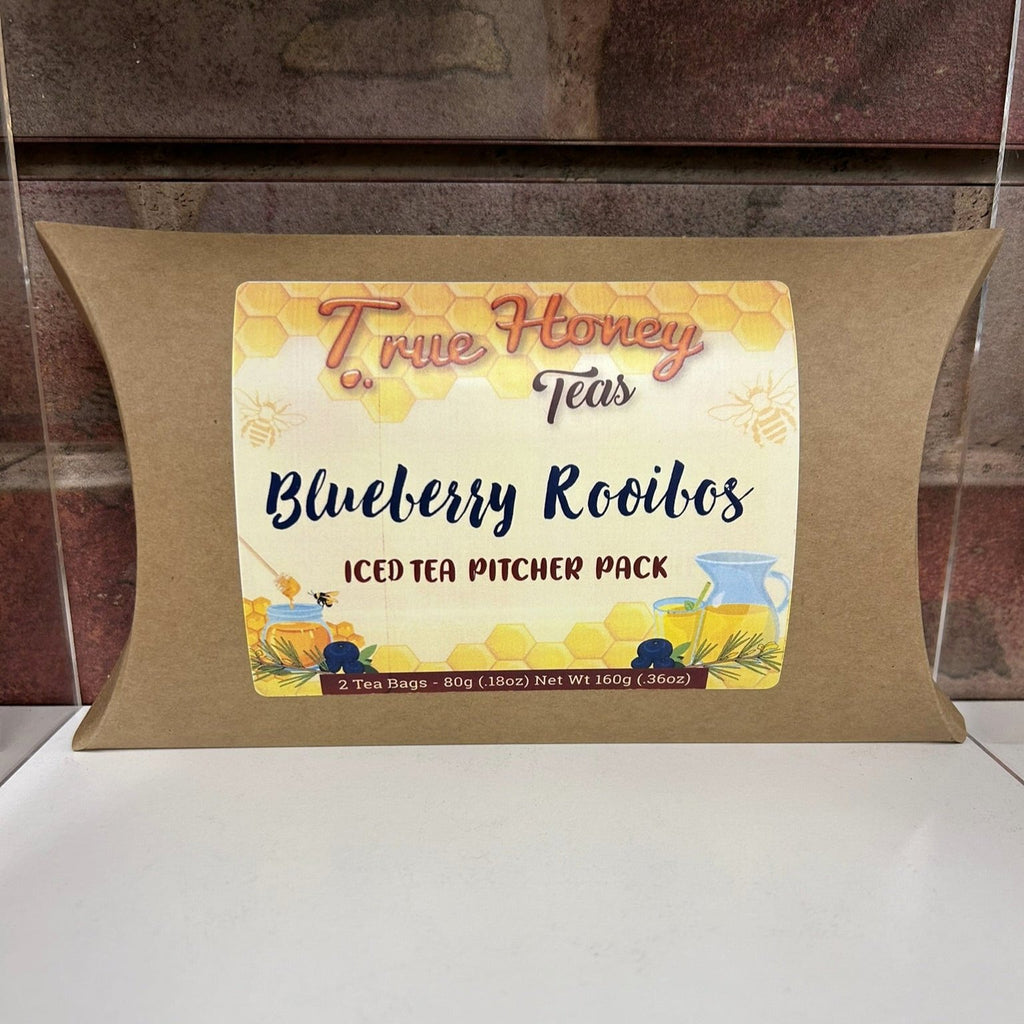 True Honey
Teas
Blueberry Rooibos
ICED TEA PITCHER PACK
2 Tea Bags - 80g (.18oz) Net Wt 160g (.36oz)